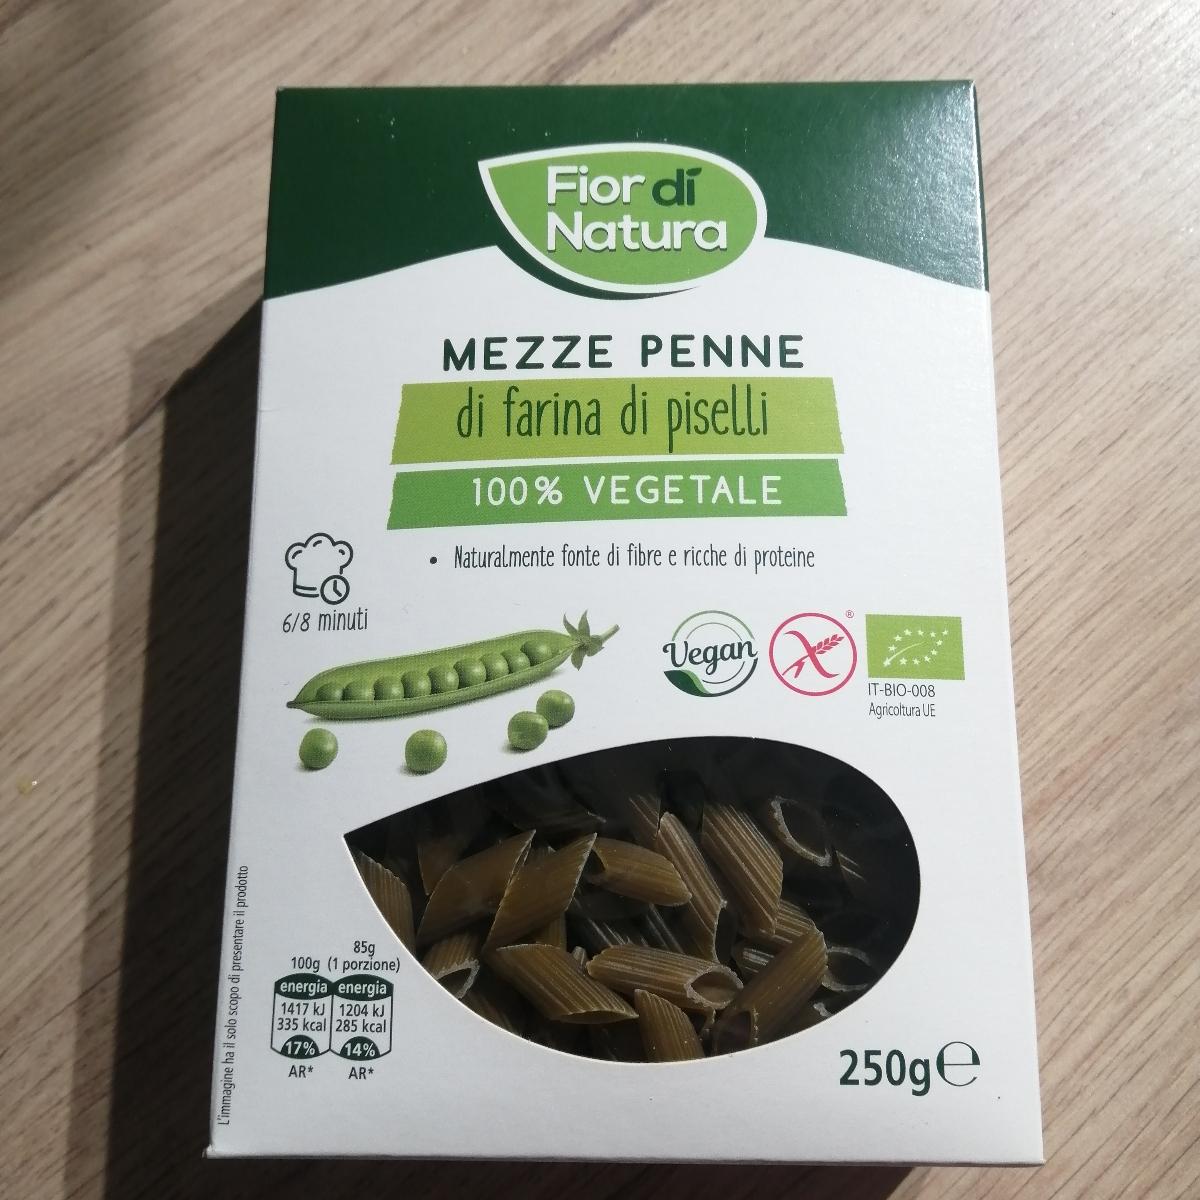 Fior di
Natura
MEZZE PENNE
di farina di piselli
100% VEGETALE
• Naturalmente fonte di fibre e ricche di proteine
6/8 minuti
Vegan
®
IT-BIO-008
Agricoltura UE
L'immagine ha il solo scopo di presentare il prodotto
85g
100g (1 porzione)
energia energia
1417 kJ 1204 kJ
335 kcal 285 kcal
17% 14%
AR* AR*
250g e